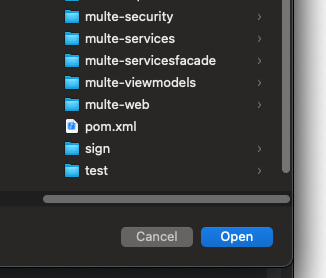 multe-security
multe-services
multe-servicesfacade
multe-viewmodels
multe-web
pom.xml
sign
test
Cancel
Open